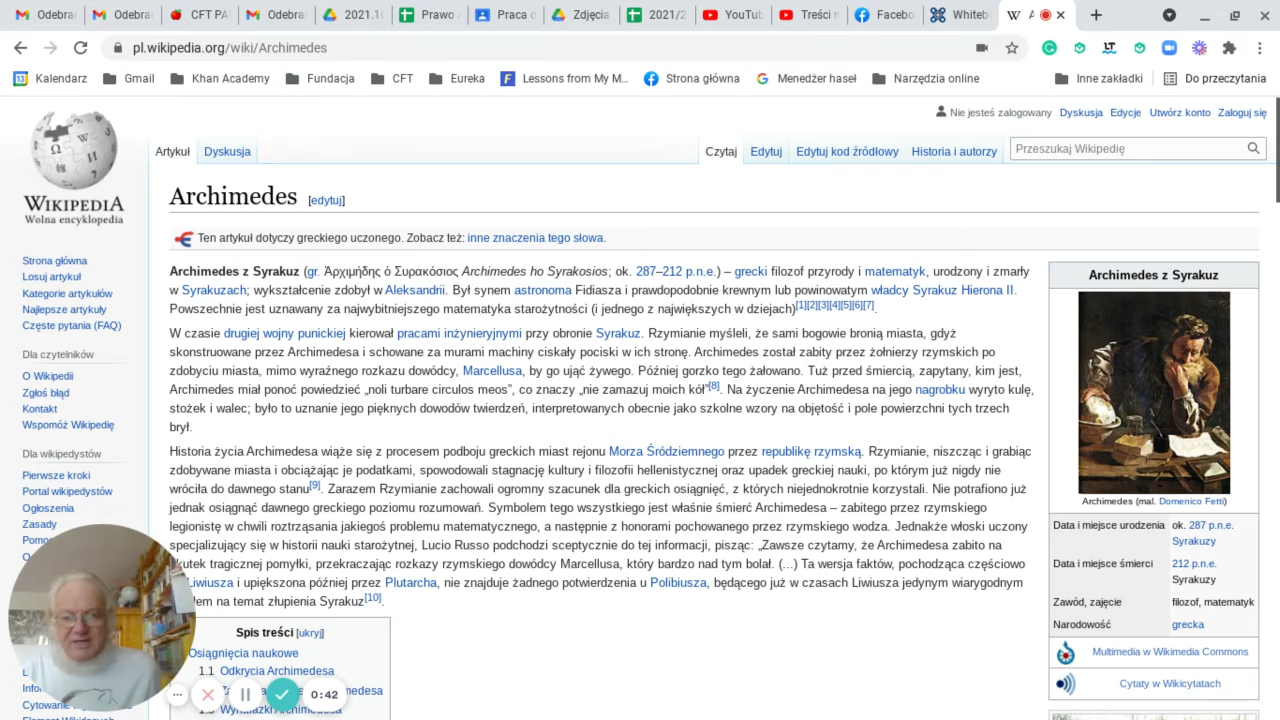 Odebra
Odebra
CFT PA
Odebra
2021.10
Prawo
Praca d
Zdjęcia
2021/2
YouTu
Treści r
Facebo
Whitebo
pl.wikipedia.org/wiki/Archimedes
Kalendarz
Gmail
Khan Academy
Fundacja
CFT
Eureka
Lessons from My M...
Strona główna
Menedżer haseł
Narzędzia online
Inne zakładki
Do przeczytania
Nie jesteś zalogowany Dyskusja Edycje Utwórz konto Zaloguj się
Artykuł Dyskusja
Czytaj Edytuj Edytuj kod źródłowy Historia i autorzy
Przeszukaj Wikipedię
WIKIPEDIA
Wolna encyklopedia
Strona główna
Losuj artykuł
Kategorie artykułów
Najlepsze artykuły
Częste pytania (FAQ)
Dla czytelników
O Wikipedii
Zgłoś błąd
Kontakt
Wspomóż Wikipedię
Dla wikipedystów
Pierwsze kroki
Portal wikipedystów
Ogłoszenia
Zasady
Pomo
Archimedes [edytuj]
Ten artykuł dotyczy greckiego uczonego. Zobacz też: inne znaczenia tego słowa.
Archimedes z Syrakuz (gr. Ἀρχιμήδης ὁ Συρακόσιος Archimedes ho Syrakosios; ok. 287–212 p.n.e.) – grecki filozof przyrody i matematyk, urodzony i zmarły
w Syrakuzach; wykształcenie zdobył w Aleksandrii. Był synem astronoma Fidiasza i prawdopodobnie krewnym lub powinowatym władcy Syrakuz Hierona II.
Powszechnie jest uznawany za najwybitniejszego matematyka starożytności (i jednego z największych w dziejach)[1][2][3][4][5][6][7].
W czasie drugiej wojny punickiej kierował pracami inżynieryjnymi przy obronie Syrakuz. Rzymianie myśleli, że sami bogowie bronią miasta, gdyż
skonstruowane przez Archimedesa i schowane za murami machiny ciskały pociski w ich stronę. Archimedes został zabity przez żołnierzy rzymskich po
zdobyciu miasta, mimo wyraźnego rozkazu dowódcy, Marcellusa, by go ująć żywego. Później gorzko tego żałowano. Tuż przed śmiercią, zapytany, kim jest,
Archimedes miał ponoć powiedzieć „noli turbare circulos meos”, co znaczy „nie zamazuj moich kół”[8]. Na życzenie Archimedesa na jego nagrobku wyryto kulę,
stożek i walec; było to uznanie jego pięknych dowodów twierdzeń, interpretowanych obecnie jako szkolne wzory na objętość i pole powierzchni tych trzech
brył.
Historia życia Archimedesa wiąże się z procesem podboju greckich miast rejonu Morza Śródziemnego przez republikę rzymską. Rzymianie, niszcząc i grabiąc
zdobywane miasta i obciążając je podatkami, spowodowali stagnację kultury i filozofii hellenistycznej oraz upadek greckiej nauki, po którym już nigdy nie
wróciła do dawnego stanu[9]. Zarazem Rzymianie zachowali ogromny szacunek dla greckich osiągnięć, z których niejednokrotnie korzystali. Nie potrafiono już
jednak osiągnąć dawnego greckiego poziomu rozumowań. Symbolem tego wszystkiego jest właśnie śmierć Archimedesa – zabitego przez rzymskiego
legionistę w chwili roztrząsania jakiegoś problemu matematycznego, a następnie z honorami pochowanego przez rzymskiego wodza. Jednakże włoski uczony
specjalizujący się w historii nauki starożytnej, Lucio Russo podchodzi sceptycznie do tej informacji, pisząc: „Zawsze czytamy, że Archimedesa zabito na
kutek tragicznej pomyłki, przekraczając rozkazy rzymskiego dowódcy Marcellusa, który bardzo nad tym bolał. (...) Ta wersja faktów, pochodząca częściowo
Liwiusza i upiększona później przez Plutarcha, nie znajduje żadnego potwierdzenia u Polibiusza, będącego już w czasach Liwiusza jedynym wiarygodnym
em na temat złupienia Syrakuz[10].
Spis treści [ukryj]
Osiągnięcia naukowe
1.1 Odkrycia Archimedesa
himedesa
Wynalazki Archimedesa
Archimedes z Syrakuz
Archimedes (mal. Domenico Fetti)
Data i miejsce urodzenia ok. 287 p.n.e.
Syrakuzy
Data i miejsce śmierci 212 p.n.e.
Syrakuzy
Zawód, zajęcie filozof, matematyk
Narodowość grecka
Multimedia w Wikimedia Commons
Cytaty w Wikicytatach
Infor
Cytowanie
0:42